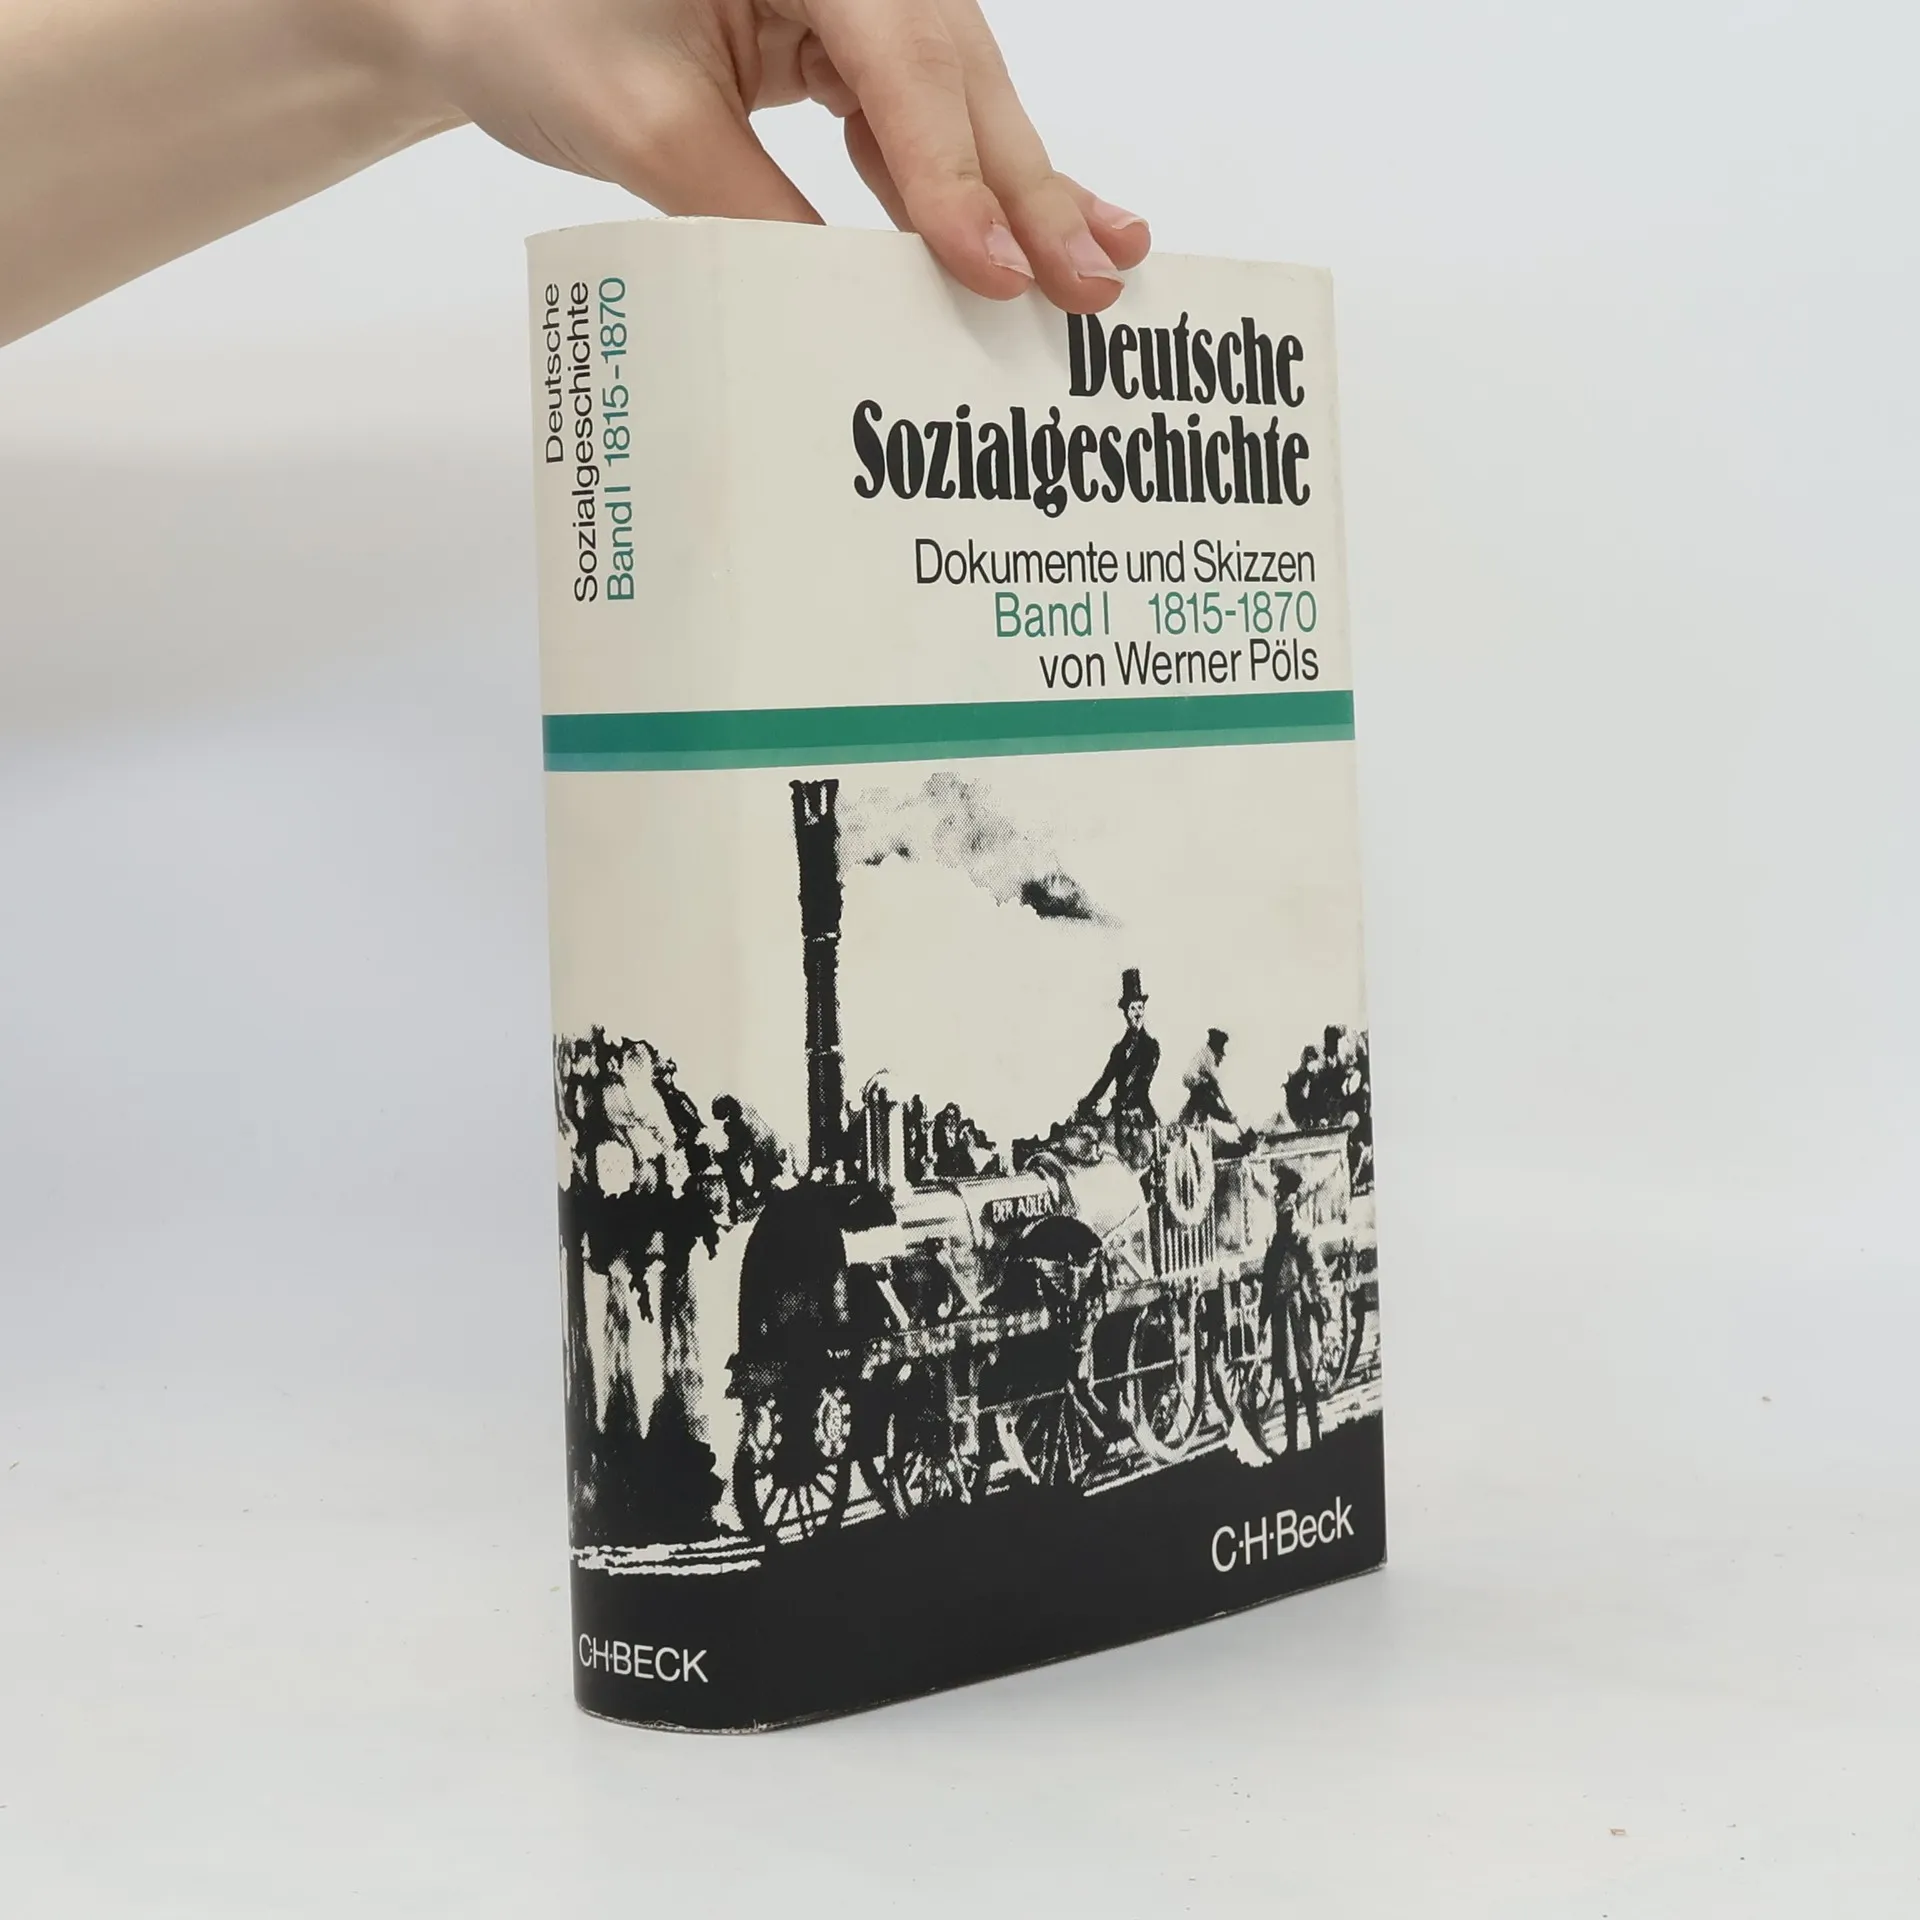 Deutsche
Sozialgeschichte
Band I 1815-1870
C·H·BECK
Deutsche
Sozialgeschichte
Dokumente und Skizzen
Band I 1815-1870
von Werner Pöls
DER ADLER
C·H·Beck